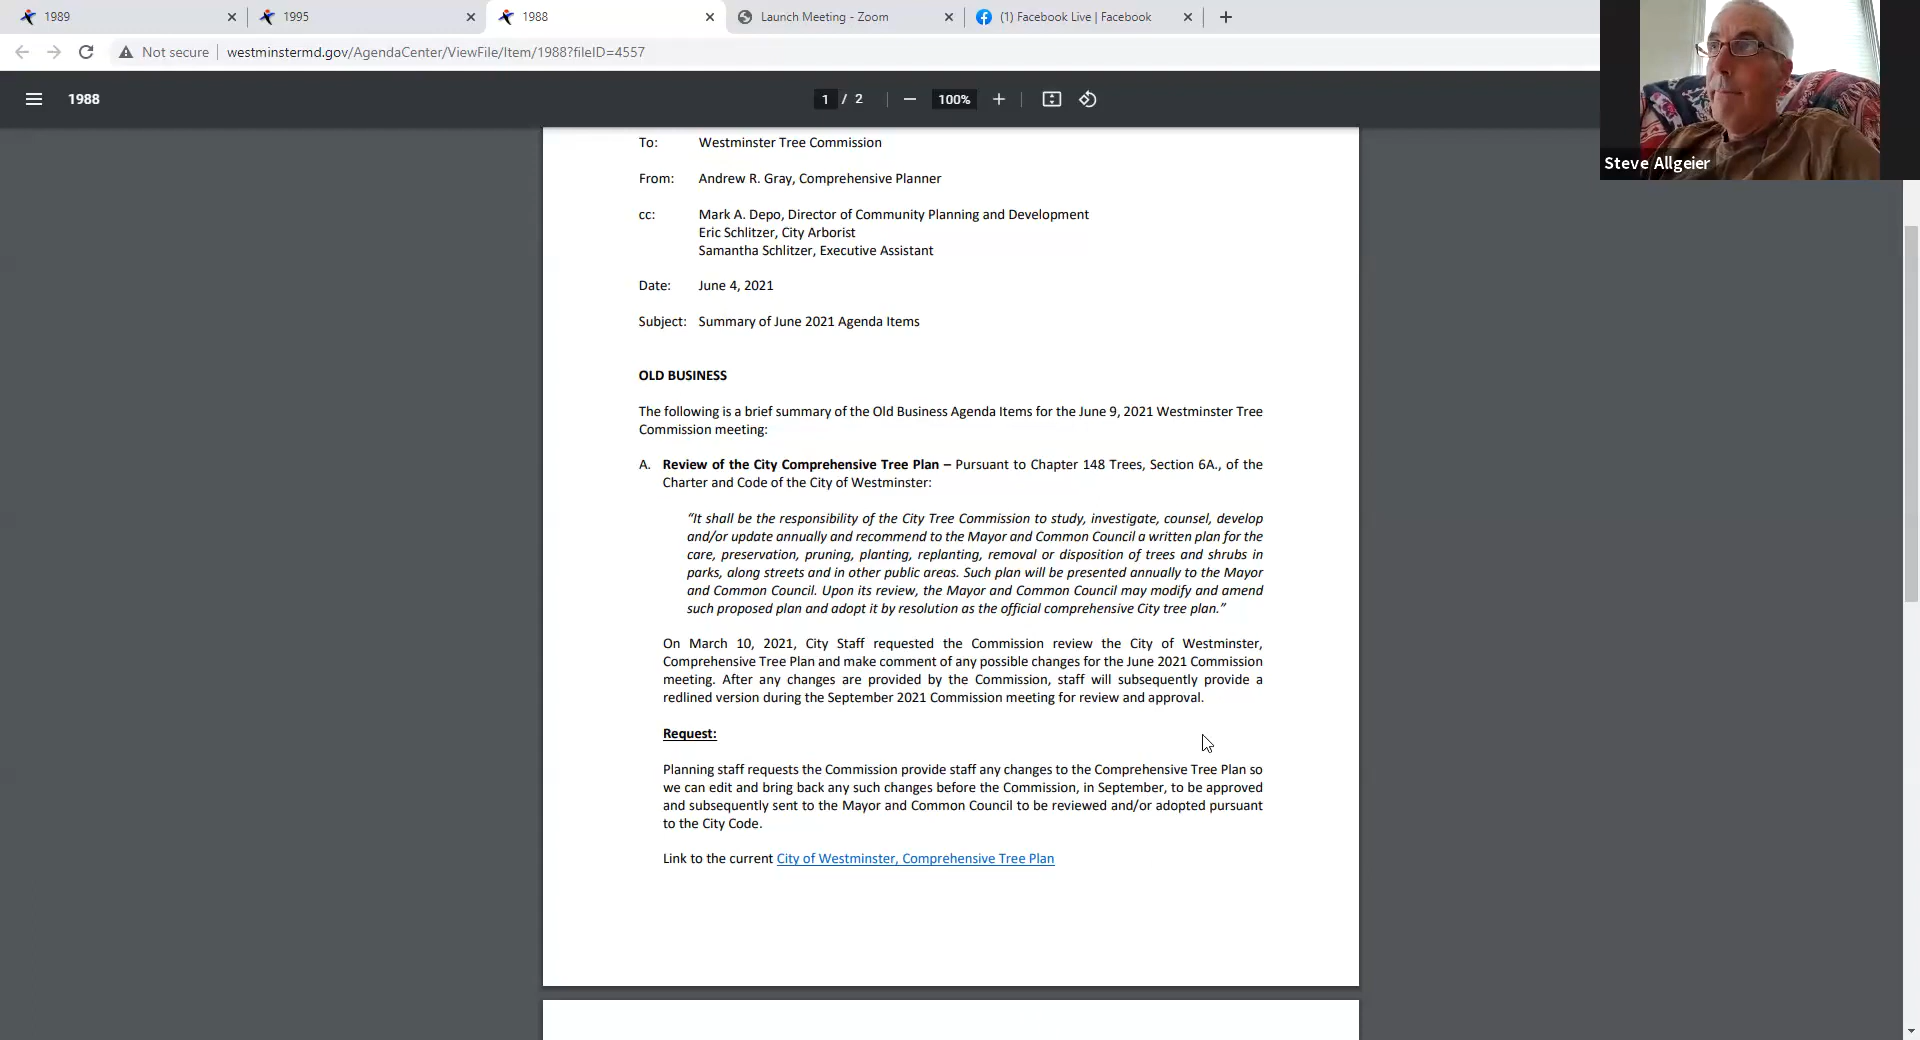 1989
1995
1988
Launch Meeting - Zoom
(1) Facebook Live | Facebook
Not secure
westminstermd.gov/AgendaCenter/ViewFile/Item/1988?fileID=4557
1988
1 / 2
100%
Steve Allgeier
To: Westminster Tree Commission
From: Andrew R. Gray, Comprehensive Planner
cc: Mark A. Depo, Director of Community Planning and Development
Eric Schlitzer, City Arborist
Samantha Schlitzer, Executive Assistant
Date: June 4, 2021
Subject: Summary of June 2021 Agenda Items
OLD BUSINESS
The following is a brief summary of the Old Business Agenda Items for the June 9, 2021 Westminster Tree
Commission meeting:
A. Review of the City Comprehensive Tree Plan – Pursuant to Chapter 148 Trees, Section 6A., of the
Charter and Code of the City of Westminster:
“It shall be the responsibility of the City Tree Commission to study, investigate, counsel, develop
and/or update annually and recommend to the Mayor and Common Council a written plan for the
care, preservation, pruning, planting, replanting, removal or disposition of trees and shrubs in
parks, along streets and in other public areas. Such plan will be presented annually to the Mayor
and Common Council. Upon its review, the Mayor and Common Council may modify and amend
such proposed plan and adopt it by resolution as the official comprehensive City tree plan.”
On March 10, 2021, City Staff requested the Commission review the City of Westminster,
Comprehensive Tree Plan and make comment of any possible changes for the June 2021 Commission
meeting. After any changes are provided by the Commission, staff will subsequently provide a
redlined version during the September 2021 Commission meeting for review and approval.
Request:
Planning staff requests the Commission provide staff any changes to the Comprehensive Tree Plan so
we can edit and bring back any such changes before the Commission, in September, to be approved
and subsequently sent to the Mayor and Common Council to be reviewed and/or adopted pursuant
to the City Code.
Link to the current City of Westminster, Comprehensive Tree Plan